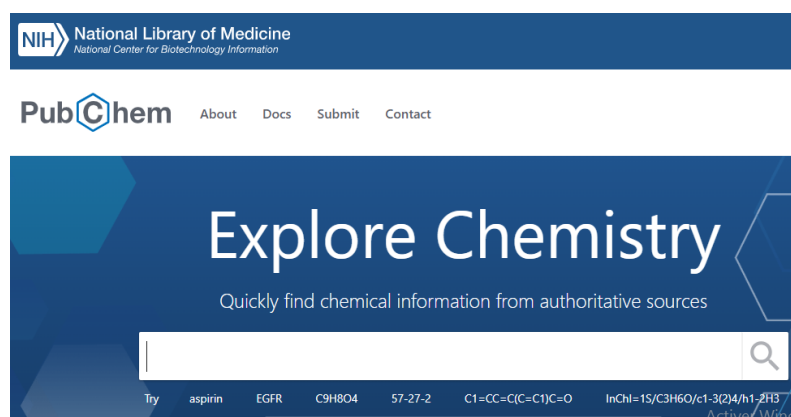 NIH National Library of Medicine
National Center for Biotechnology Information
PubChem About Docs Submit Contact
Explore Chemistry
Quickly find chemical information from authoritative sources
Try aspirin EGFR C9H8O4 57-27-2 C1=CC=C(C=C1)C=O InChI=1S/C3H6O/c1-3(2)4/h1-2H3